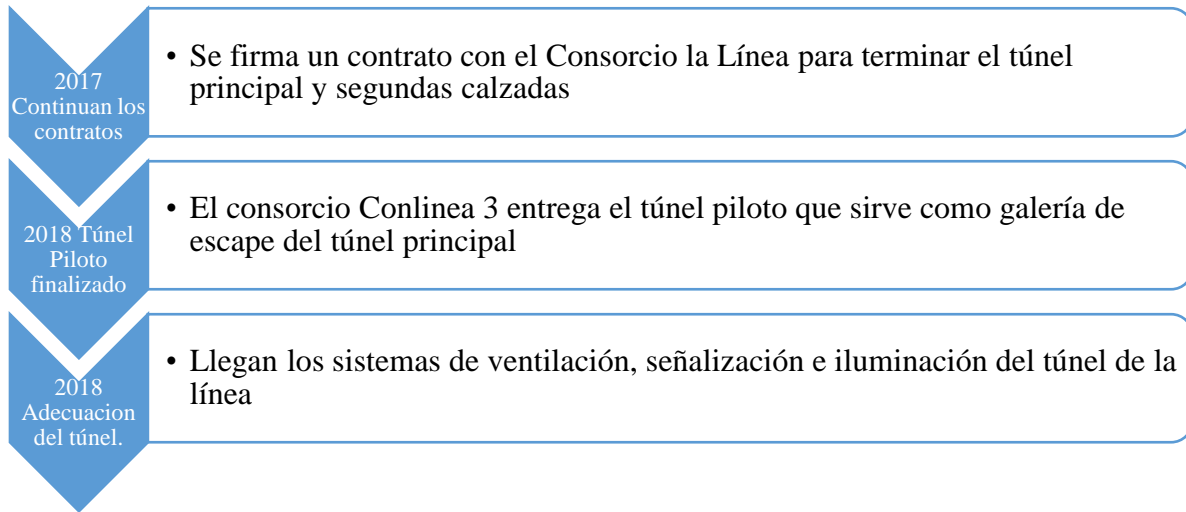 2017
Continuan los
contratos
• Se firma un contrato con el Consorcio la Línea para terminar el túnel
principal y segundas calzadas
2018 Túnel
Piloto
finalizado
• El consorcio Conlinea 3 entrega el túnel piloto que sirve como galería de
escape del túnel principal
2018
Adecuacion
del túnel.
• Llegan los sistemas de ventilación, señalización e iluminación del túnel de la
línea